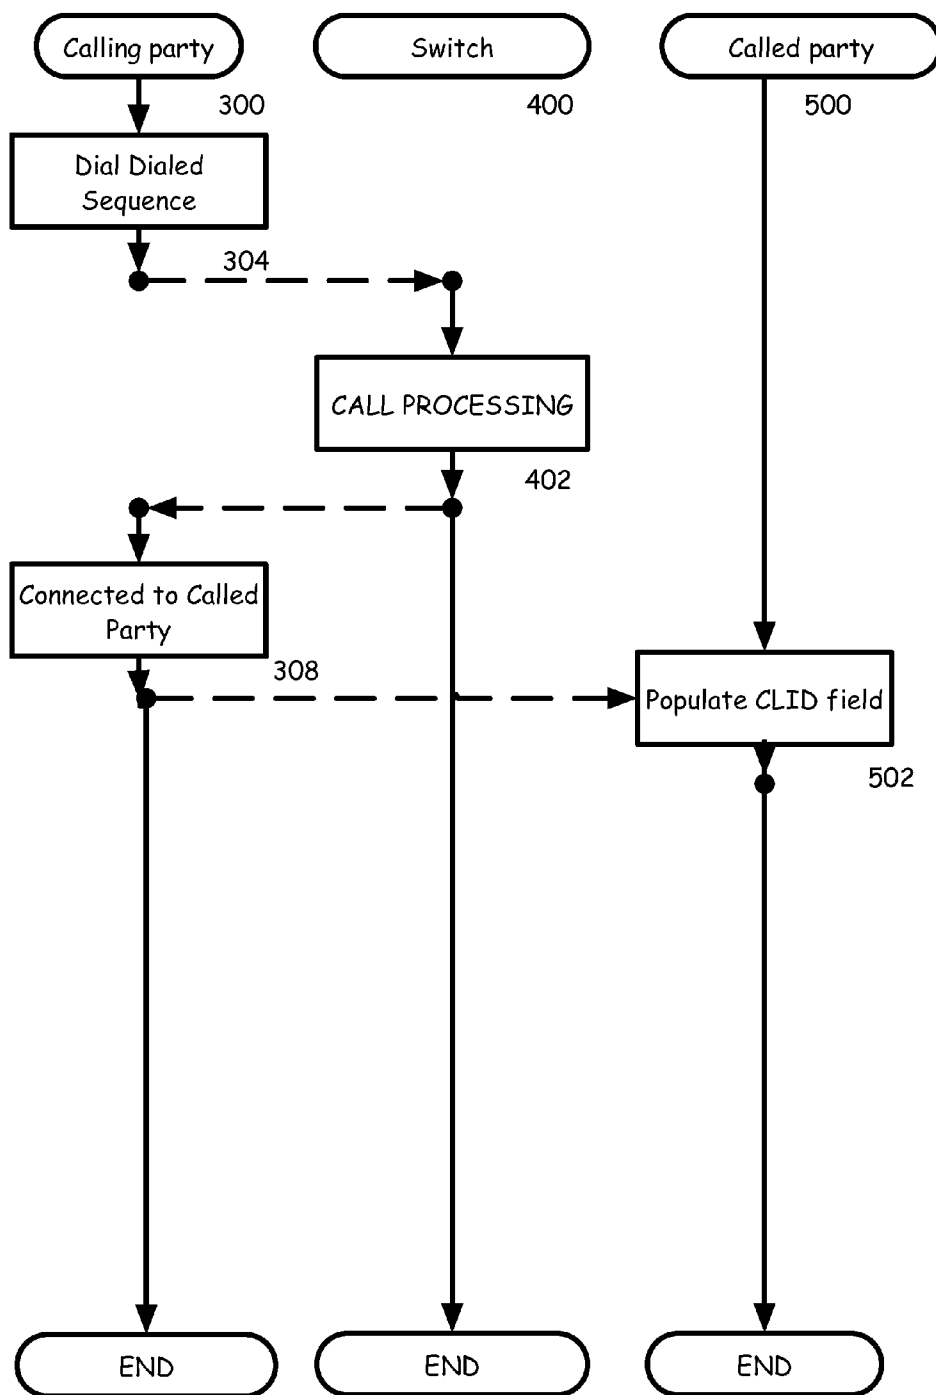 Calling party
Switch
Called party
300
400
500
Dial Dialed
Sequence
304
CALL PROCESSING
402
Connected to Called
Party
308
Populate CLID field
502
END
END
END